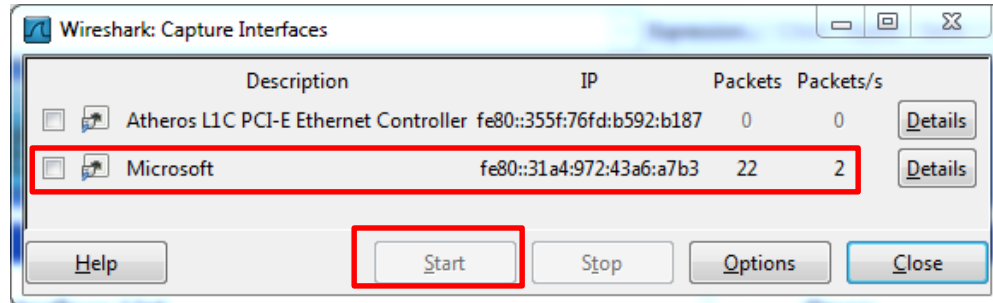 Wireshark: Capture Interfaces
Description IP Packets Packets/s
Atheros L1C PCI-E Ethernet Controller fe80::355f:76fd:b592:b187 0 0 Details
Microsoft fe80::31a4:972:43a6:a7b3 22 2 Details
Help Start Stop Options Close